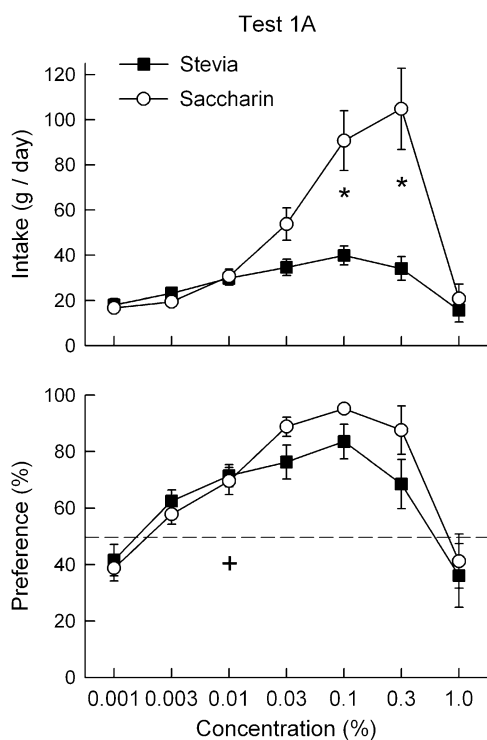 Test 1A
Stevia
Saccharin
Intake (g / day)
120
100
80
60
40
20
0
*
*
Preference (%)
100
80
60
40
20
0
+
0.001 0.003 0.01 0.03 0.1 0.3 1.0
Concentration (%)